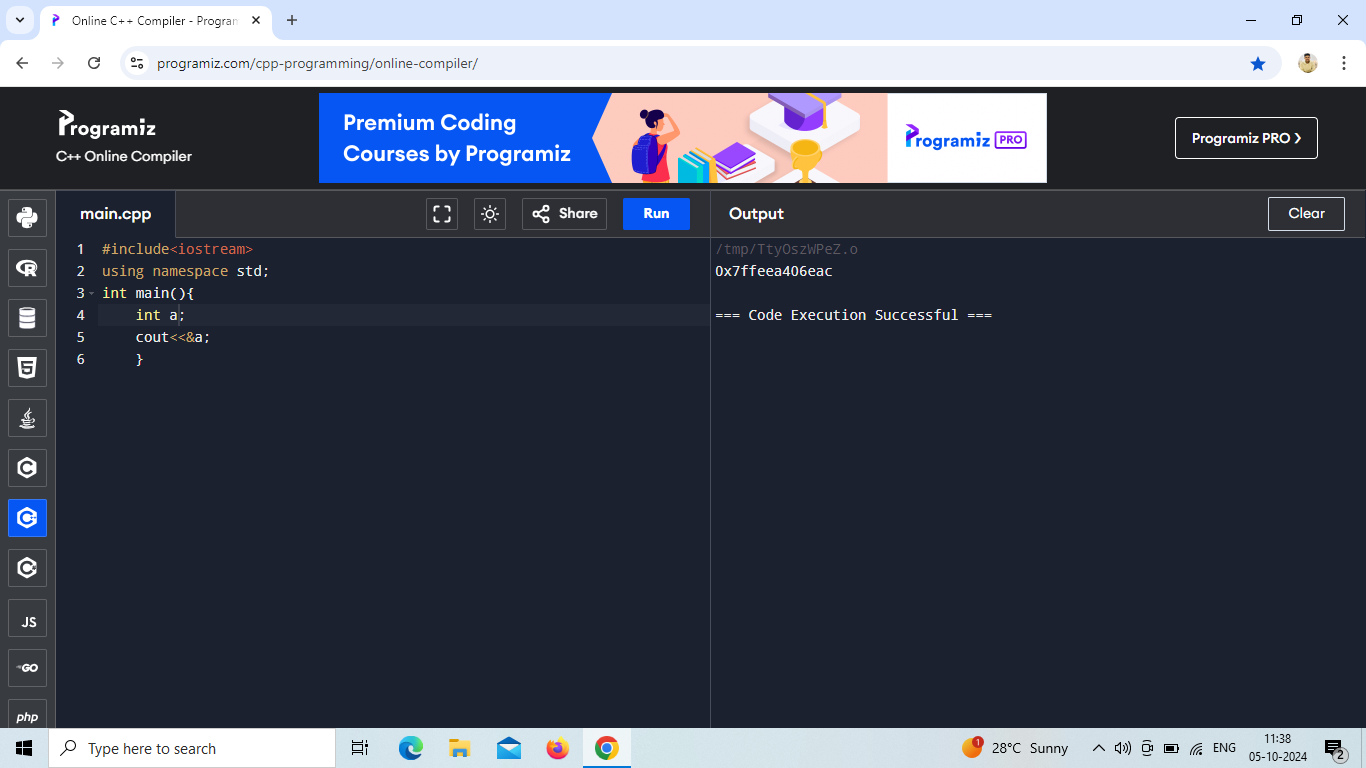 Online C++ Compiler - Program
programiz.com/cpp-programming/online-compiler/
Programiz
C++ Online Compiler
Premium Coding
Courses by Programiz
Programiz PRO
Programiz PRO
main.cpp
Share
Run
Output
Clear
1 #include<iostream>
2 using namespace std;
3 int main(){
4 int a;
5 cout<<&a;
6 }
/tmp/TtyOszWPeZ.o
0x7ffeea406eac
=== Code Execution Successful ===
JS
GO
php
Type here to search
1
28°C Sunny
ENG
11:38
05-10-2024
2